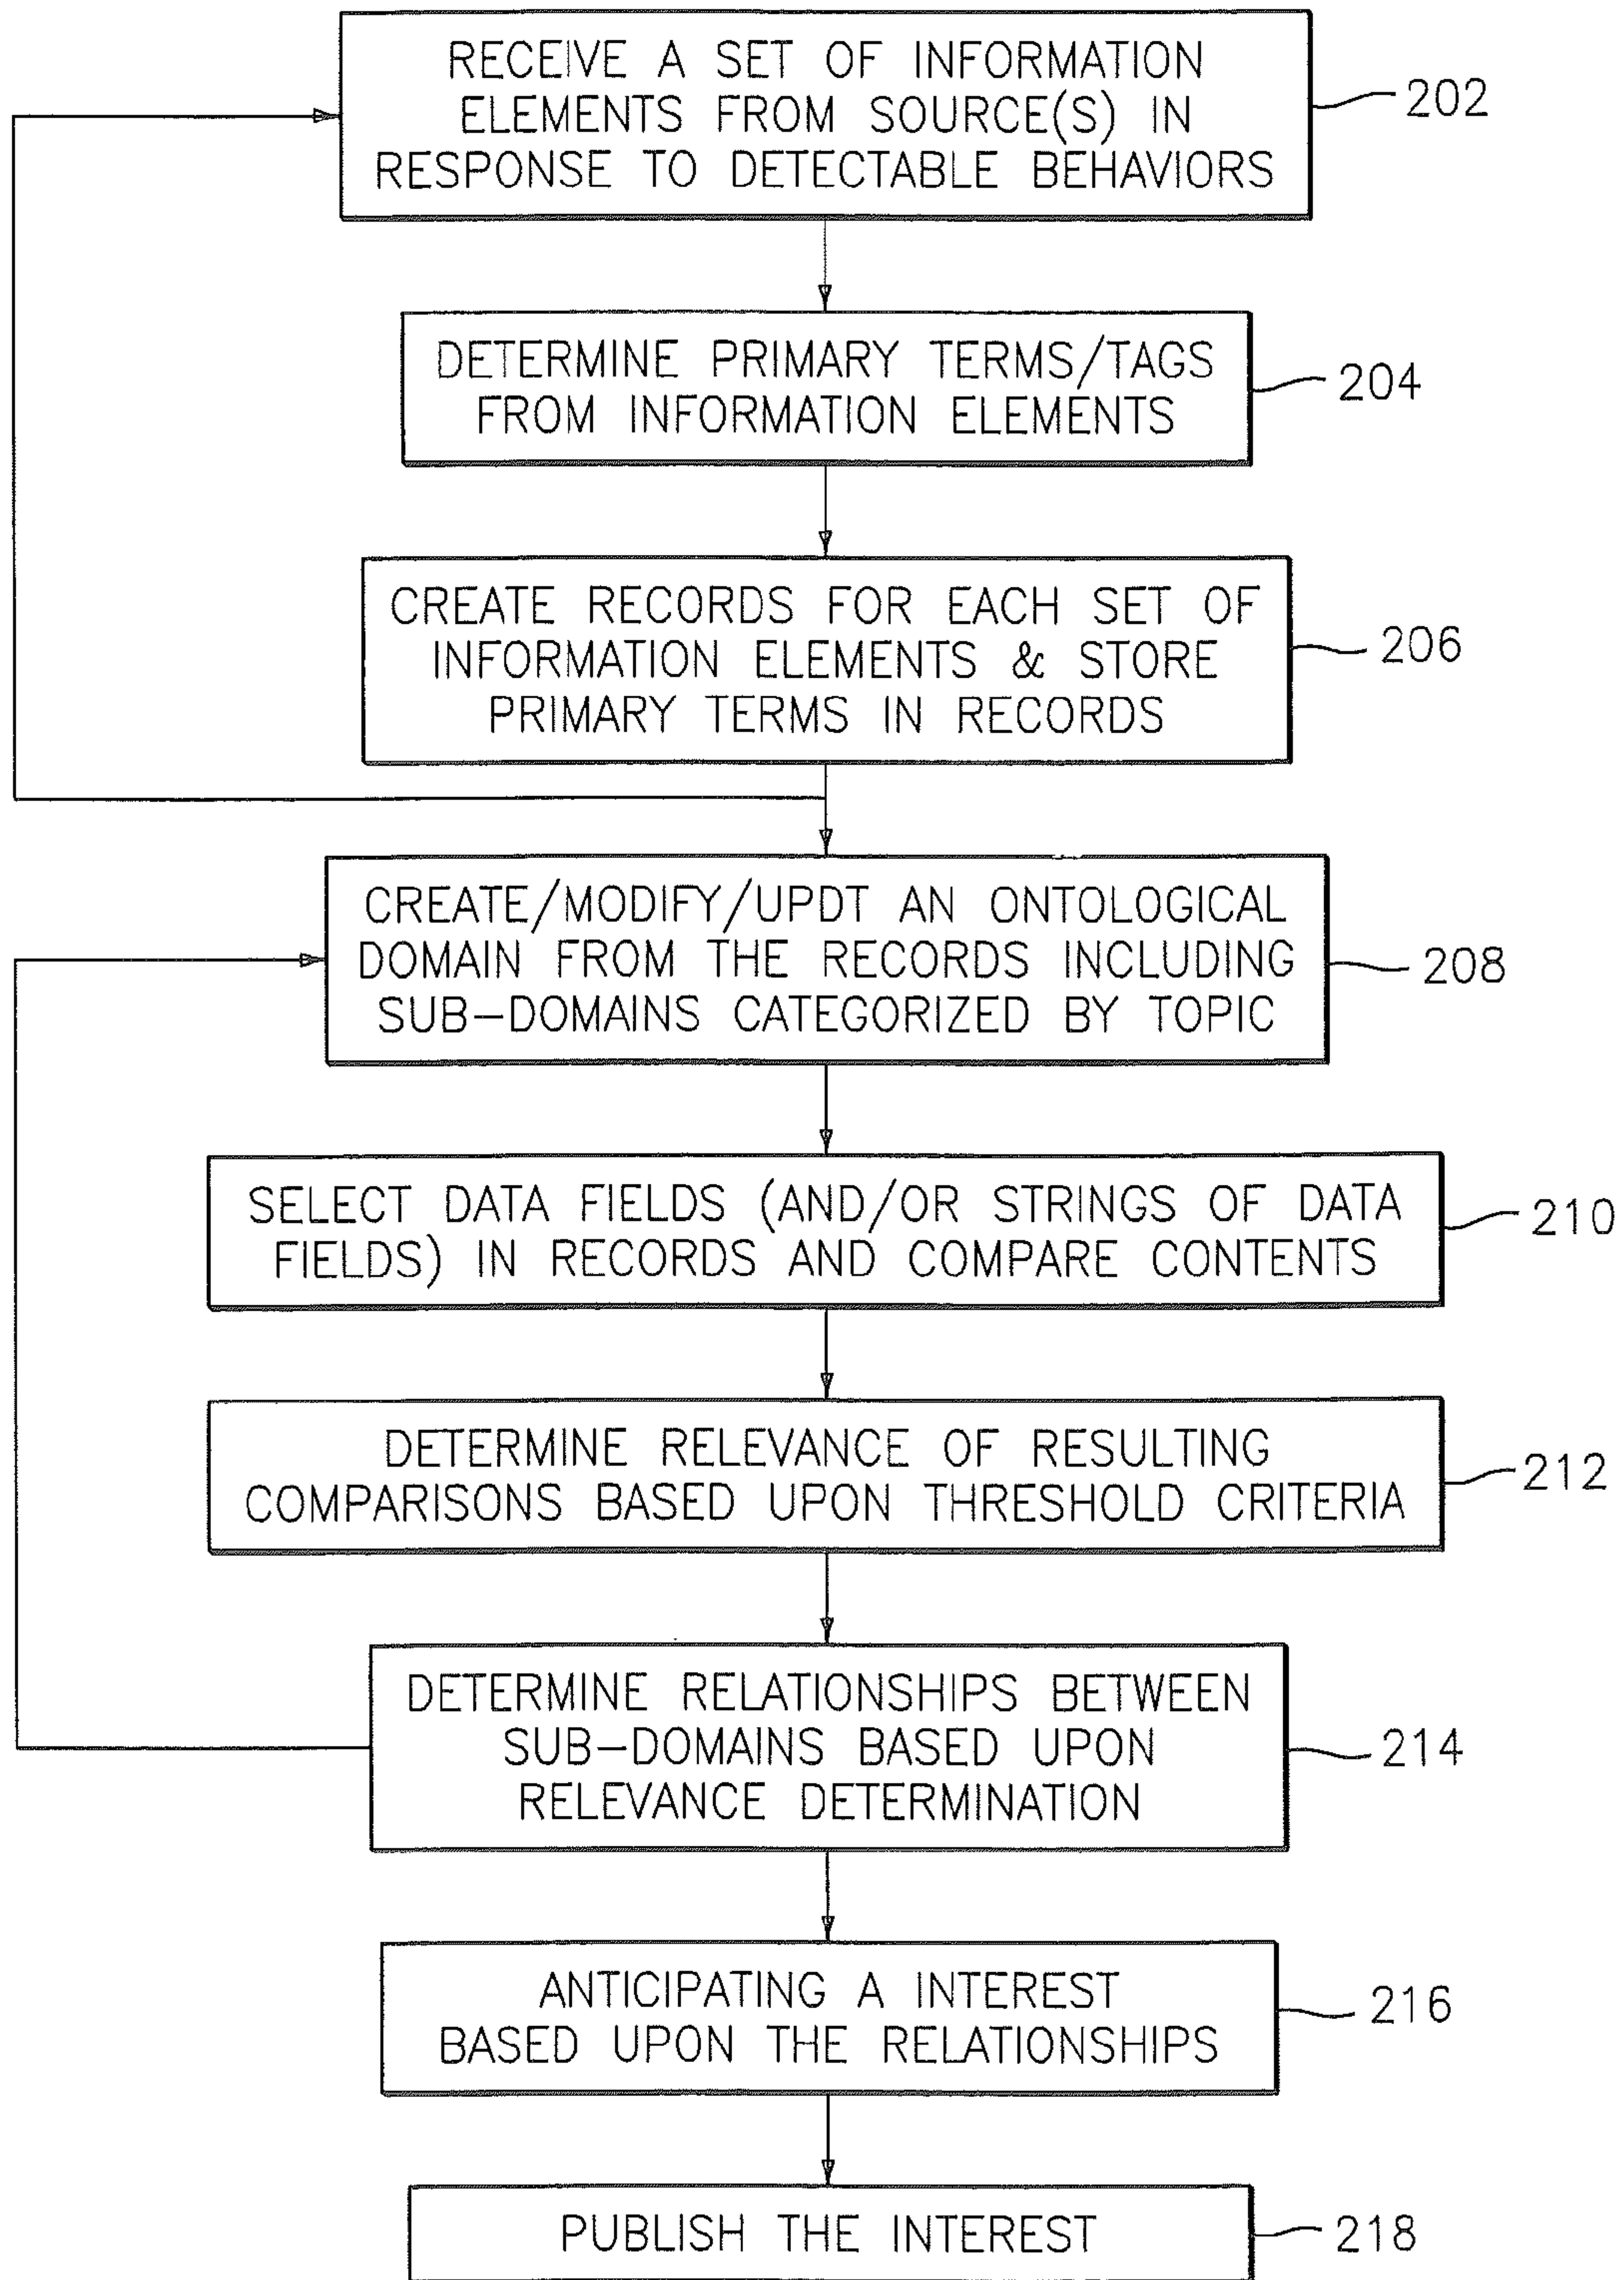 RECEIVE A SET OF INFORMATION
ELEMENTS FROM SOURCE(S) IN
RESPONSE TO DETECTABLE BEHAVIORS
202
DETERMINE PRIMARY TERMS/TAGS
FROM INFORMATION ELEMENTS
204
CREATE RECORDS FOR EACH SET OF
INFORMATION ELEMENTS & STORE
PRIMARY TERMS IN RECORDS
206
CREATE/MODIFY/UPDT AN ONTOLOGICAL
DOMAIN FROM THE RECORDS INCLUDING
SUB-DOMAINS CATEGORIZED BY TOPIC
208
SELECT DATA FIELDS (AND/OR STRINGS OF DATA
FIELDS) IN RECORDS AND COMPARE CONTENTS
210
DETERMINE RELEVANCE OF RESULTING
COMPARISONS BASED UPON THRESHOLD CRITERIA
212
DETERMINE RELATIONSHIPS BETWEEN
SUB-DOMAINS BASED UPON
RELEVANCE DETERMINATION
214
ANTICIPATING A INTEREST
BASED UPON THE RELATIONSHIPS
216
PUBLISH THE INTEREST
218